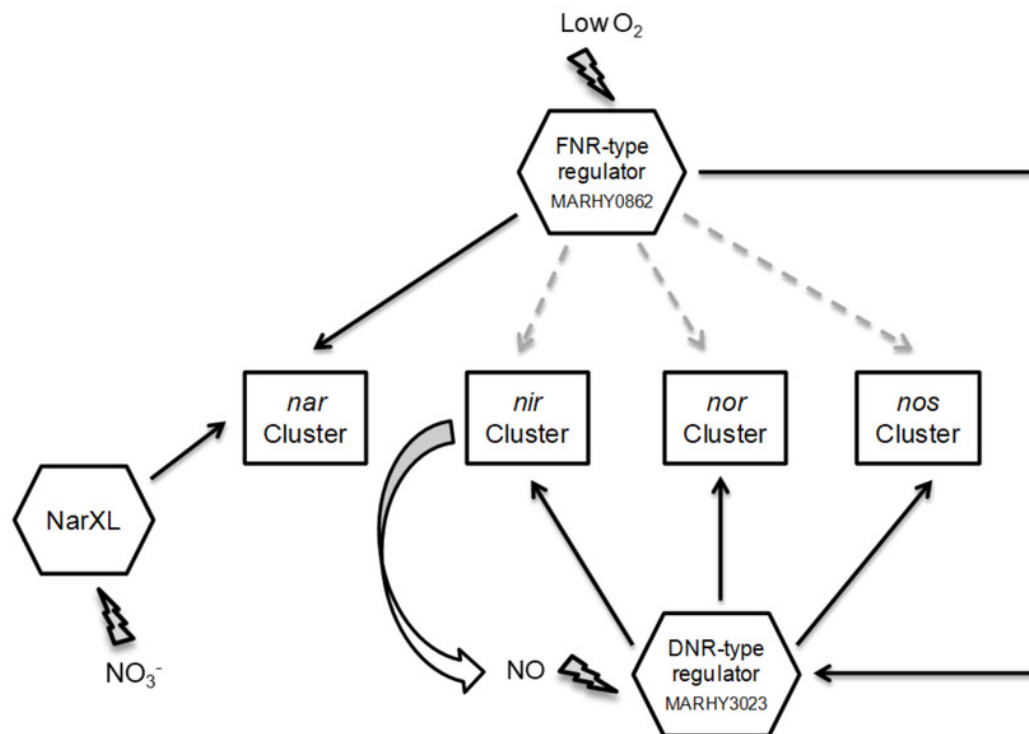 Low O₂
FNR-type
regulator
MARHY0862
nar
Cluster
nir
Cluster
nor
Cluster
nos
Cluster
NarXL
NO₃⁻
NO
DNR-type
regulator
MARHY3023